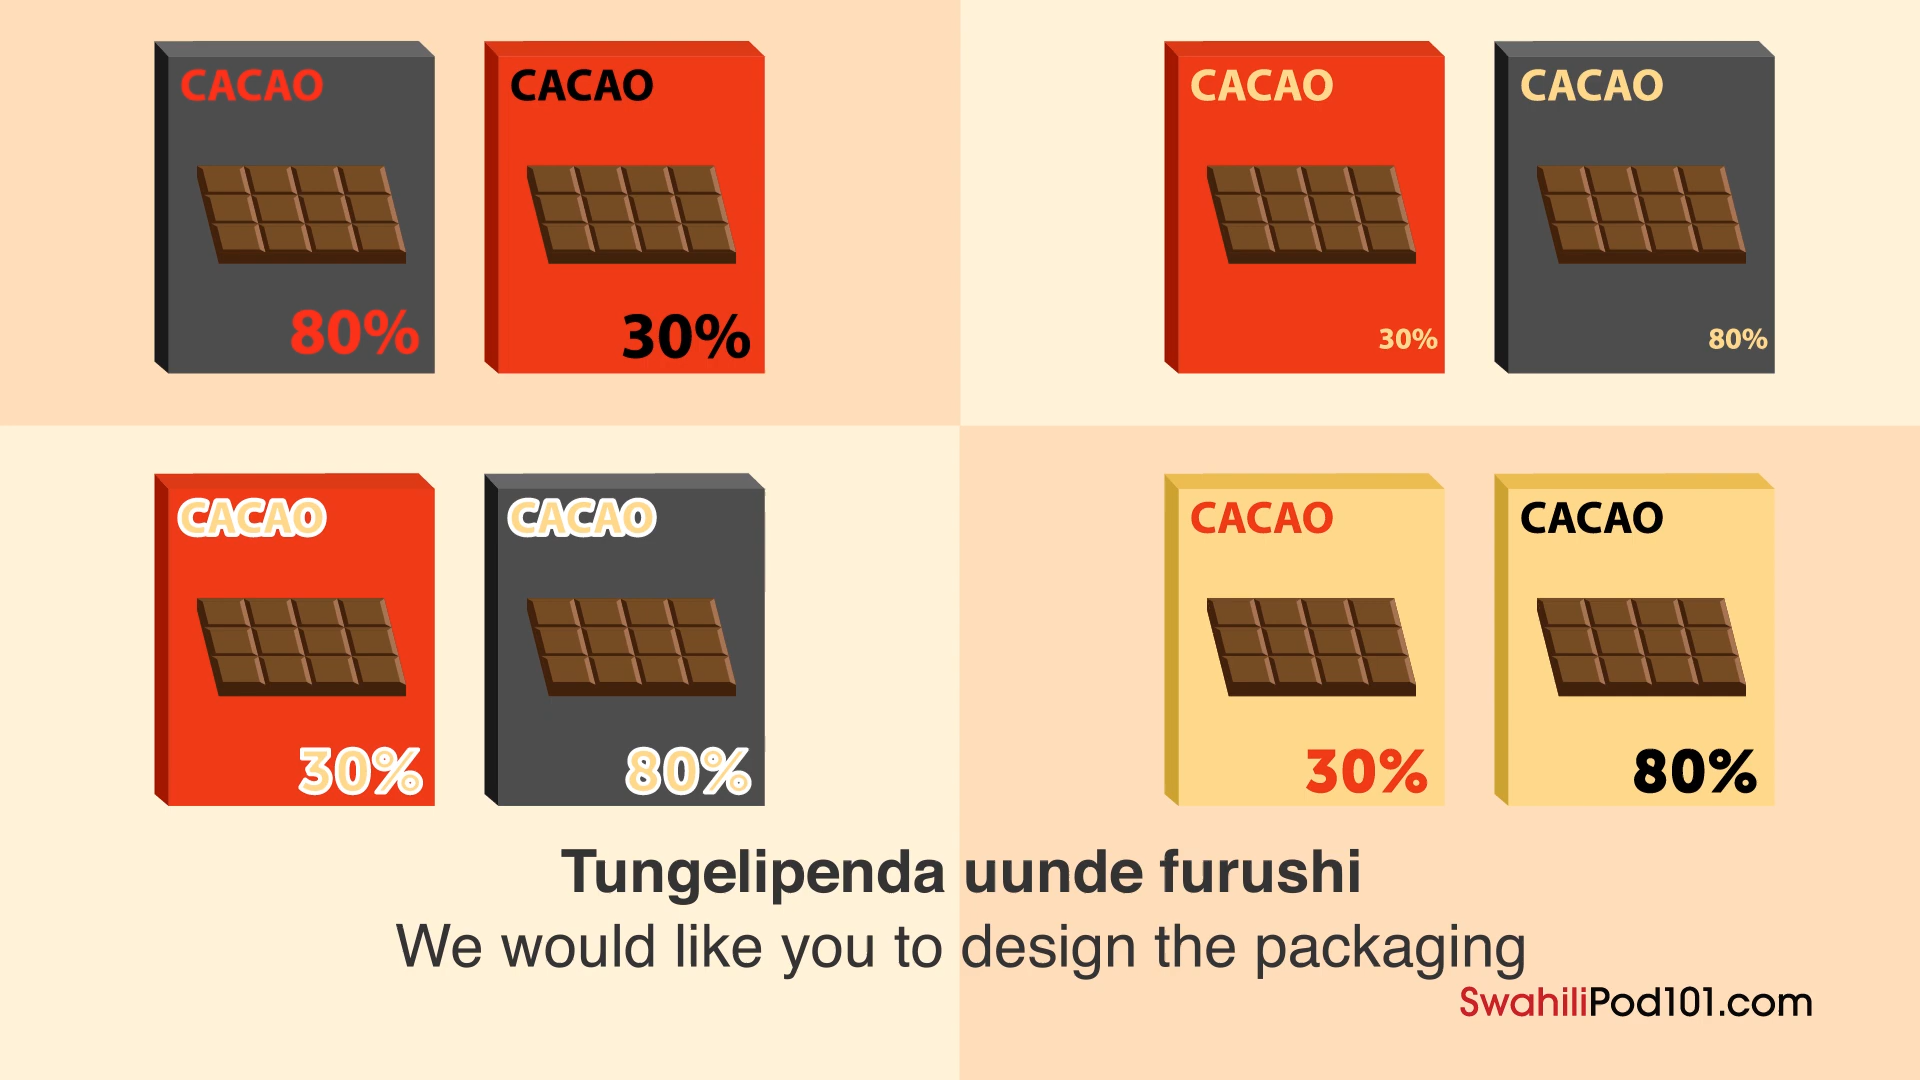 CACAO
80%
CACAO
30%
CACAO
30%
CACAO
80%
CACAO
30%
CACAO
80%
CACAO
30%
CACAO
80%
Tungelipenda uunde furushi
We would like you to design the packaging
SwahiliPod101.com